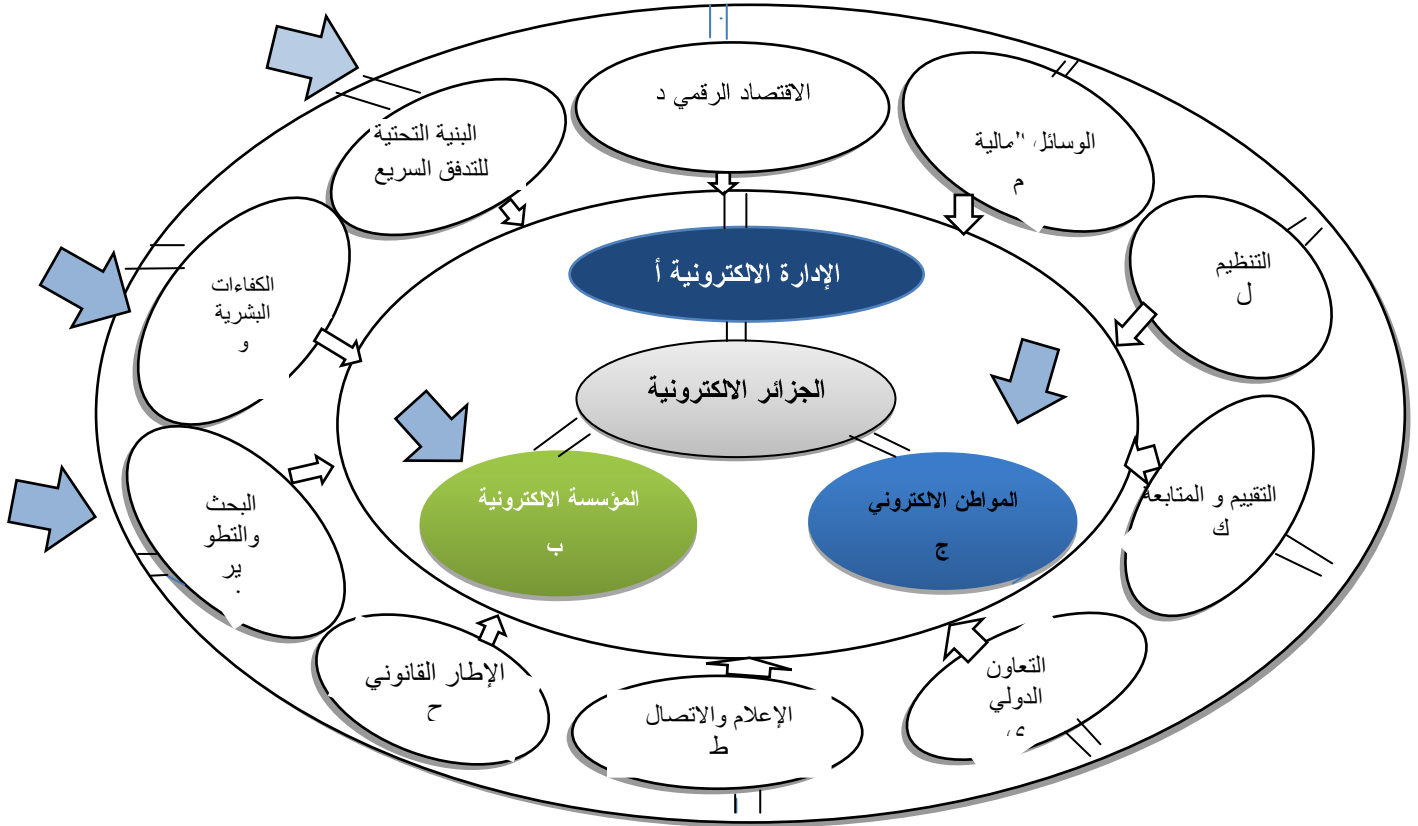 الاقتصاد الرقمي د
الوسائل المالية
م
التنظيم
ل
التقييم و المتابعة
ك
التعاون
الدولي
الإعلام والاتصال
ط
الإطار القانوني
ح
البحث
والتطو
ير
الكفاءات
البشرية
و
البنية التحتية
للتدفق السريع
الإدارة الالكترونية أ
الجزائر الالكترونية
المؤسسة الالكترونية
ب
المواطن الالكتروني
ج